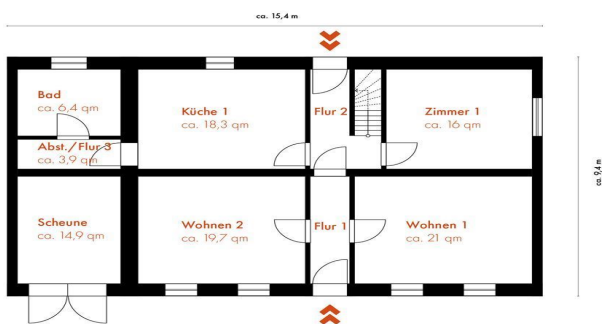 ca. 15,4 m
Bad
ca. 6,4 qm
Küche 1
ca. 18,3 qm
Flur 2
Zimmer 1
ca. 16 qm
Abst./Flur 3
ca. 3,9 qm
ca. 9,4 m
Scheune
ca. 14,9 qm
Wohnen 2
ca. 19,7 qm
Flur 1
Wohnen 1
ca. 21 qm